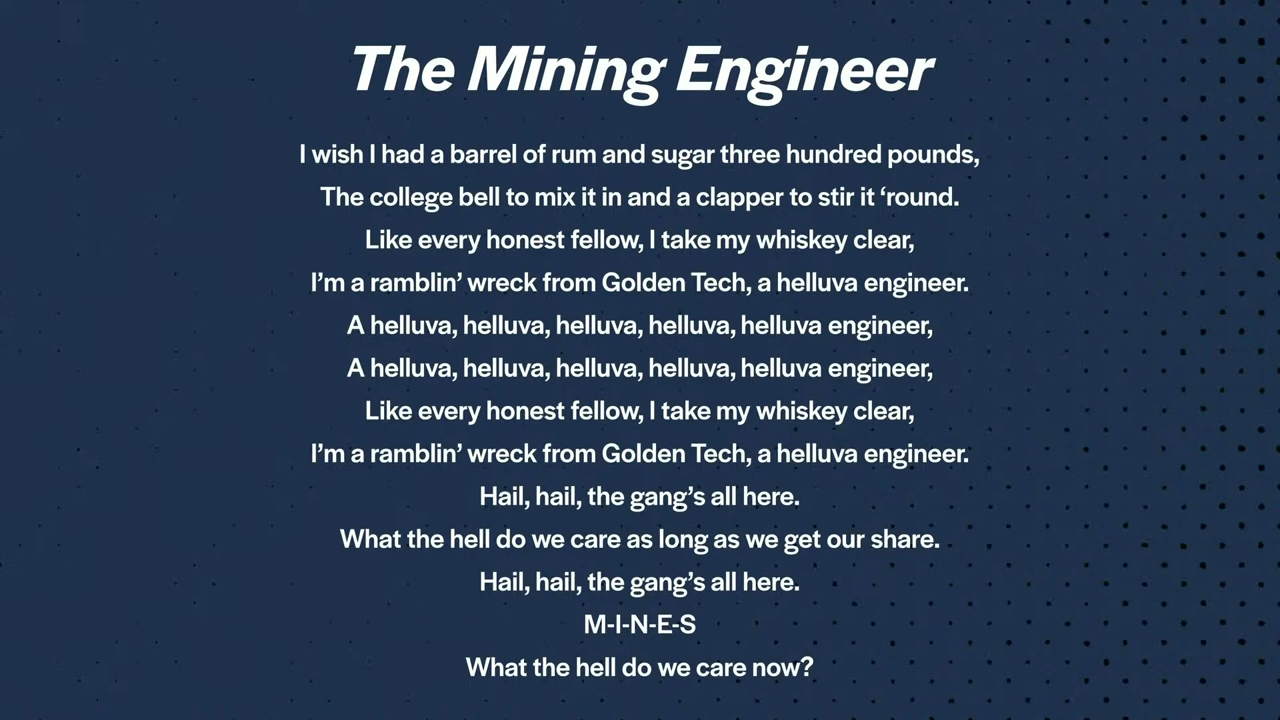 The Mining Engineer
I wish I had a barrel of rum and sugar three hundred pounds,
The college bell to mix it in and a clapper to stir it ‘round.
Like every honest fellow, I take my whiskey clear,
I’m a ramblin’ wreck from Golden Tech, a helluva engineer.
A helluva, helluva, helluva, helluva, helluva engineer,
A helluva, helluva, helluva, helluva, helluva engineer,
Like every honest fellow, I take my whiskey clear,
I’m a ramblin’ wreck from Golden Tech, a helluva engineer.
Hail, hail, the gang’s all here.
What the hell do we care as long as we get our share.
Hail, hail, the gang’s all here.
M-I-N-E-S
What the hell do we care now?